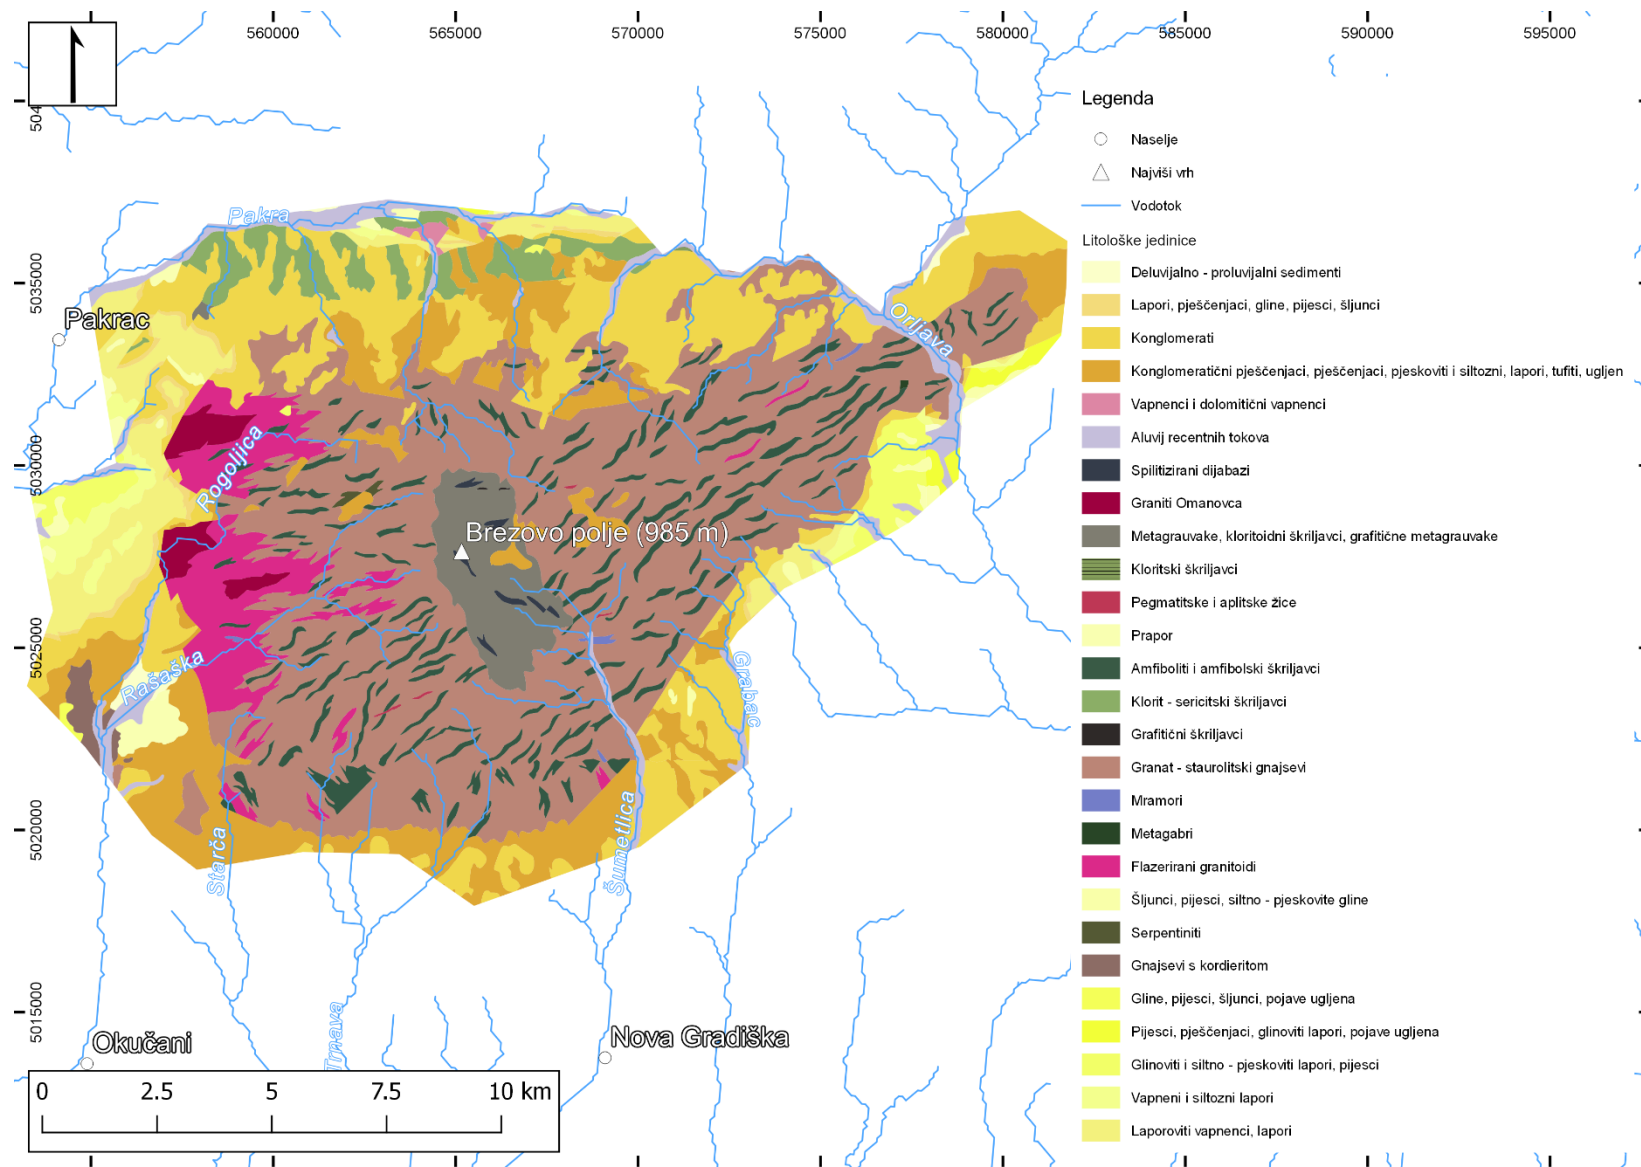 560000
565000
570000
575000
580000
585000
590000
595000
504
5035000
5030000
5025000
5020000
5015000
Pakra
Pakrac
Orljava
Rogoljica
Brezovo polje (985 m)
Rašaška
Grabac
Starča
Šumetlica
Trnava
Okučani
Nova Gradiška
0 2.5 5 7.5 10 km
Legenda
Naselje
Najviši vrh
Vodotok
Litološke jedinice
Deluvijalno - proluvijalni sedimenti
Lapori, pješčenjaci, gline, pijesci, šljunci
Konglomerati
Konglomeratični pješčenjaci, pješčenjaci, pjeskoviti i siltozni, lapori, tufiti, ugljen
Vapnenci i dolomitični vapnenci
Aluvij recentnih tokova
Spilitizirani dijabazi
Graniti Omanovca
Metagrauvake, kloritoidni škriljavci, grafitične metagrauvake
Kloritski škriljavci
Pegmatitske i aplitske žice
Prapor
Amfiboliti i amfibolski škriljavci
Klorit - sericitski škriljavci
Grafitični škriljavci
Granat - staurolitski gnajsevi
Mramori
Metagabri
Flazerirani granitoidi
Šljunci, pijesci, siltno - pjeskovite gline
Serpentiniti
Gnajsevi s kordieritom
Gline, pijesci, šljunci, pojave ugljena
Pijesci, pješčenjaci, glinoviti lapori, pojave ugljena
Glinoviti i siltno - pjeskoviti lapori, pijesci
Vapneni i siltozni lapori
Laporoviti vapnenci, lapori